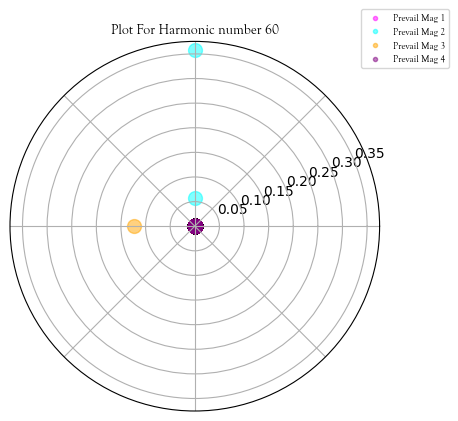 Plot For Harmonic number 60
Prevail Mag 1
Prevail Mag 2
Prevail Mag 3
Prevail Mag 4
0.35
0.30
0.25
0.20
0.15
0.10
0.05